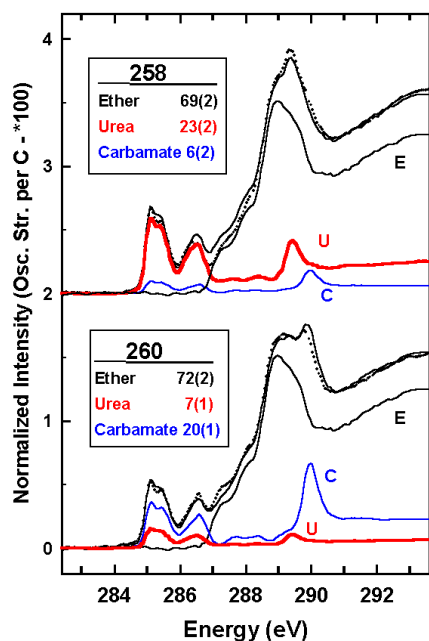 4
258
Ether 69(2)
Urea 23(2)
Carbamate 6(2)
E
3
U
C
2
260
Ether 72(2)
Urea 7(1)
Carbamate 20(1)
E
1
C
U
0
284 286 288 290 292
Energy (eV)
Normalized Intensity (Osc. Str. per C - *100)